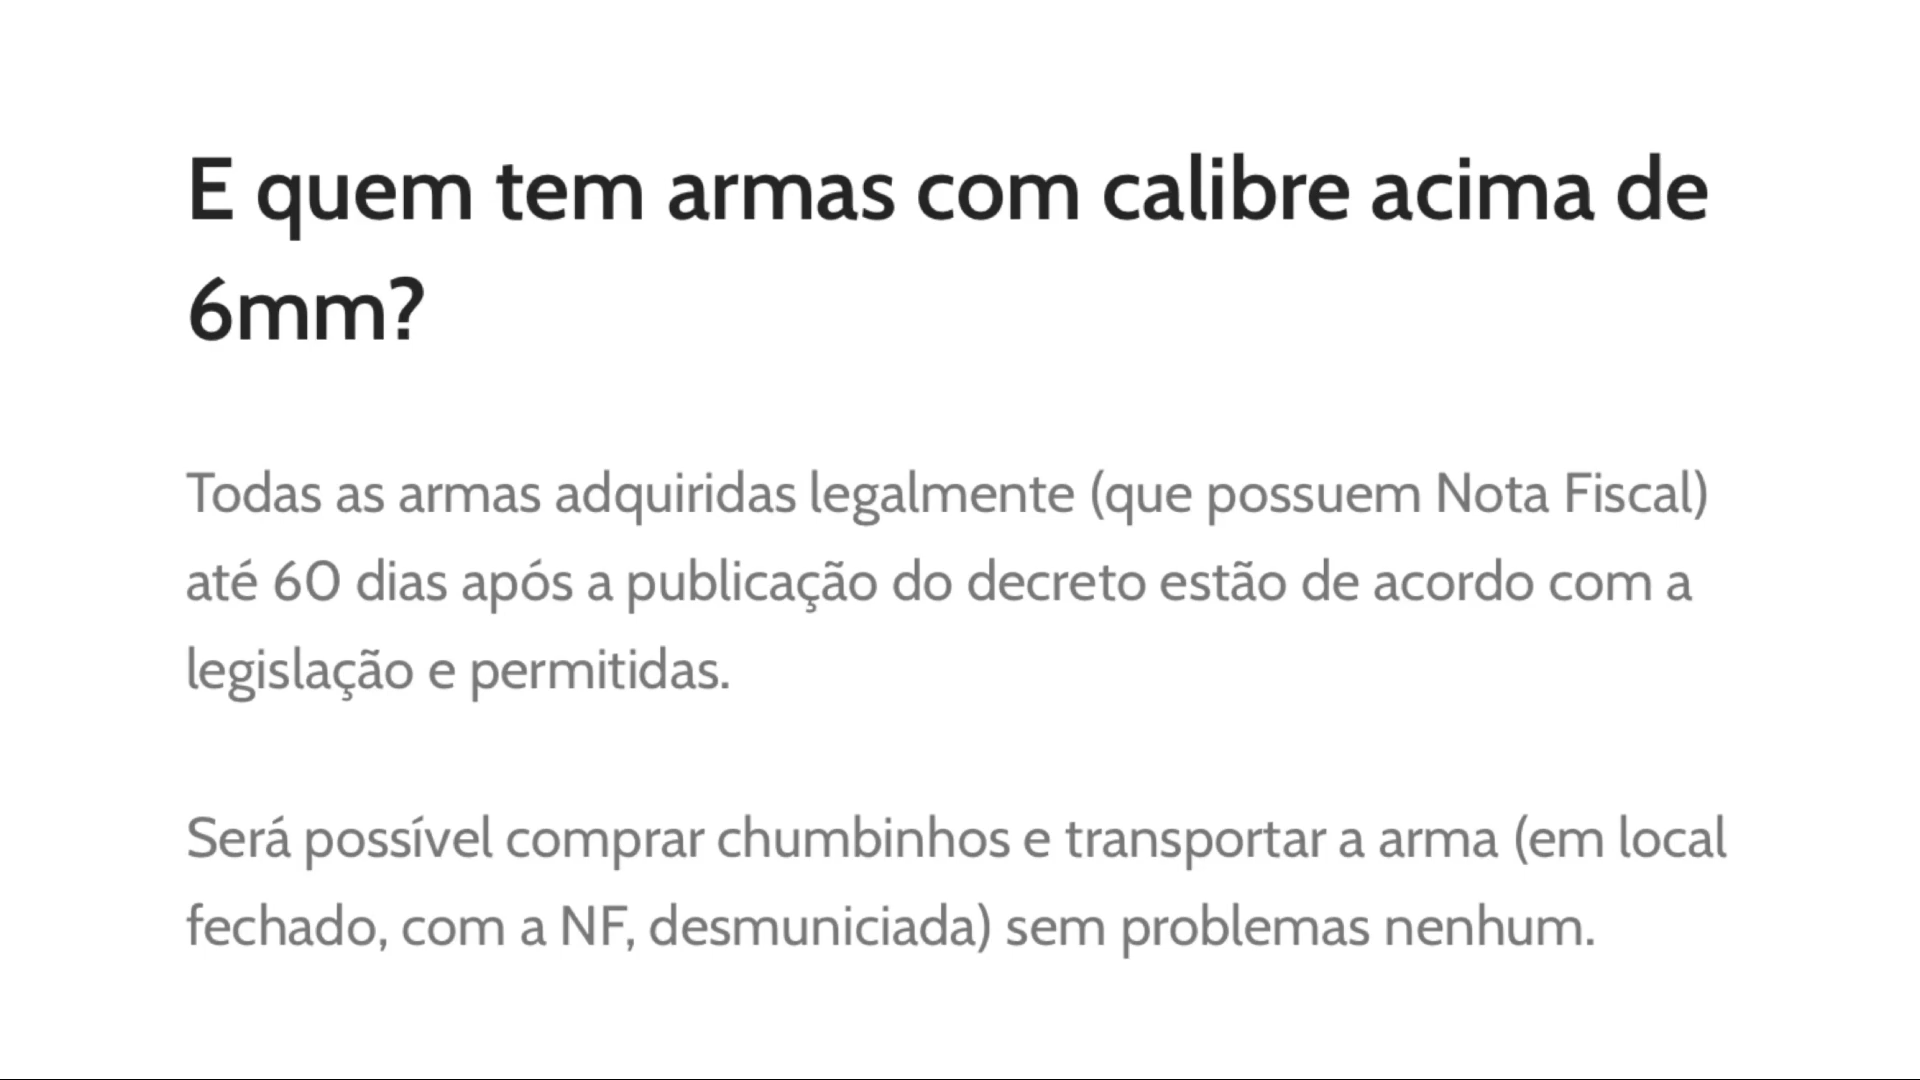 E quem tem armas com calibre acima de
6mm?
Todas as armas adquiridas legalmente (que possuem Nota Fiscal)
até 60 dias após a publicação do decreto estão de acordo com a
legislação e permitidas.
Será possível comprar chumbinhos e transportar a arma (em local
fechado, com a NF, desmuniciada) sem problemas nenhum.